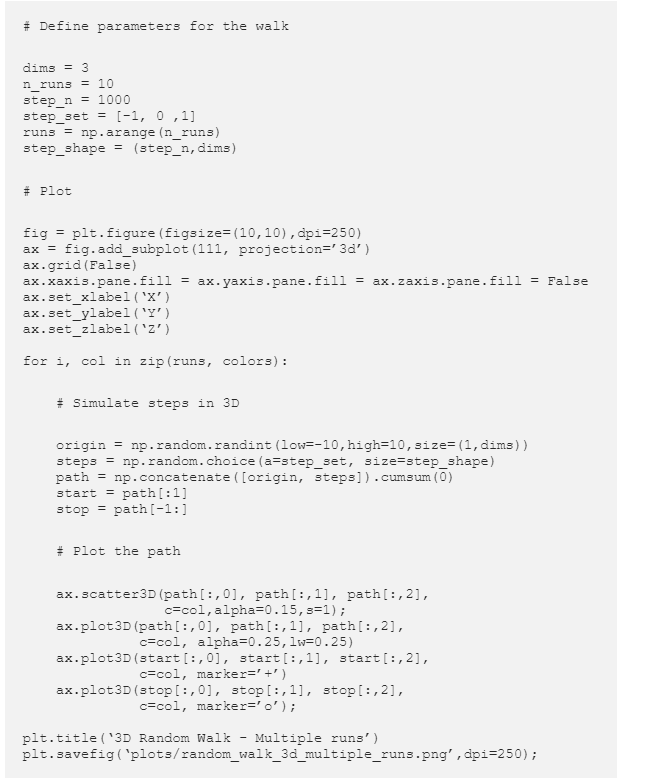 # Define parameters for the walk
dims = 3
n_runs = 10
step_n = 1000
step_set = [-1, 0 ,1]
runs = np.arange(n_runs)
step_shape = (step_n,dims)
# Plot
fig = plt.figure(figsize=(10,10),dpi=250)
ax = fig.add_subplot(111, projection=’3d’)
ax.grid(False)
ax.xaxis.pane.fill = ax.yaxis.pane.fill = ax.zaxis.pane.fill = False
ax.set_xlabel(‘X’)
ax.set_ylabel(‘Y’)
ax.set_zlabel(‘Z’)
for i, col in zip(runs, colors):
# Simulate steps in 3D
origin = np.random.randint(low=-10,high=10,size=(1,dims))
steps = np.random.choice(a=step_set, size=step_shape)
path = np.concatenate([origin, steps]).cumsum(0)
start = path[:1]
stop = path[-1:]
# Plot the path
ax.scatter3D(path[:,0], path[:,1], path[:,2],
c=col,alpha=0.15,s=1);
ax.plot3D(path[:,0], path[:,1], path[:,2],
c=col, alpha=0.25,lw=0.25)
ax.plot3D(start[:,0], start[:,1], start[:,2],
c=col, marker=’+’)
ax.plot3D(stop[:,0], stop[:,1], stop[:,2],
c=col, marker=’o’);
plt.title(‘3D Random Walk - Multiple runs’)
plt.savefig(‘plots/random_walk_3d_multiple_runs.png’,dpi=250);